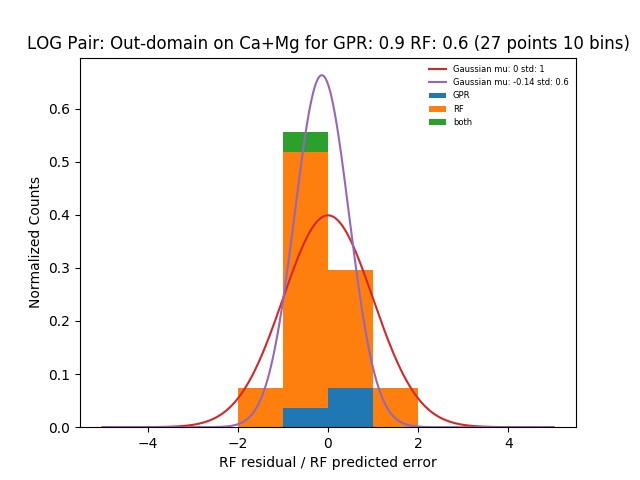 LOG Pair: Out-domain on Ca+Mg for GPR: 0.9 RF: 0.6 (27 points 10 bins)
Gaussian mu: 0 std: 1
Gaussian mu: -0.14 std: 0.6
GPR
RF
both
Normalized Counts
0.6
0.5
0.4
0.3
0.2
0.1
0.0
−4 −2 0 2 4
RF residual / RF predicted error